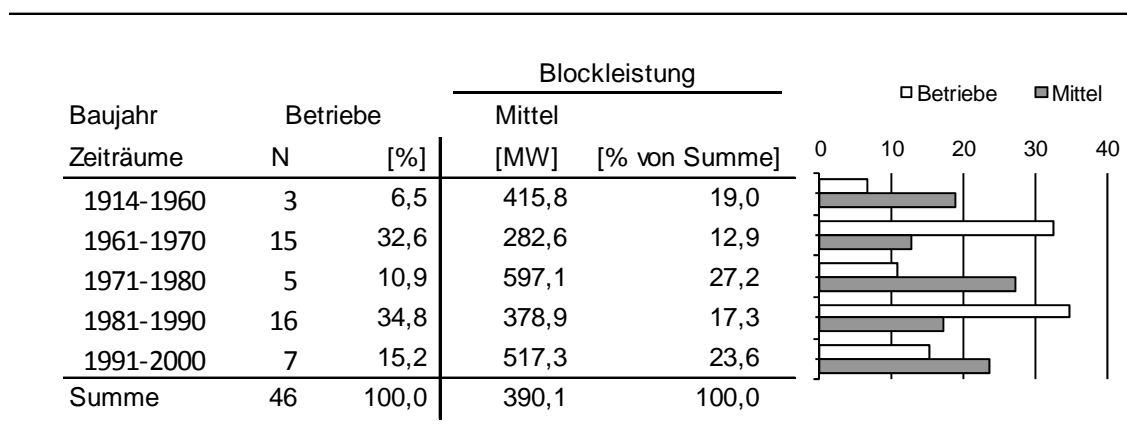 Blockleistung
Betriebe Mittel
Baujahr Betriebe Mittel
Zeiträume N [%] [MW] [% von Summe] 0 10 20 30 40
1914-1960 3 6,5 415,8 19,0
1961-1970 15 32,6 282,6 12,9
1971-1980 5 10,9 597,1 27,2
1981-1990 16 34,8 378,9 17,3
1991-2000 7 15,2 517,3 23,6
Summe 46 100,0 390,1 100,0